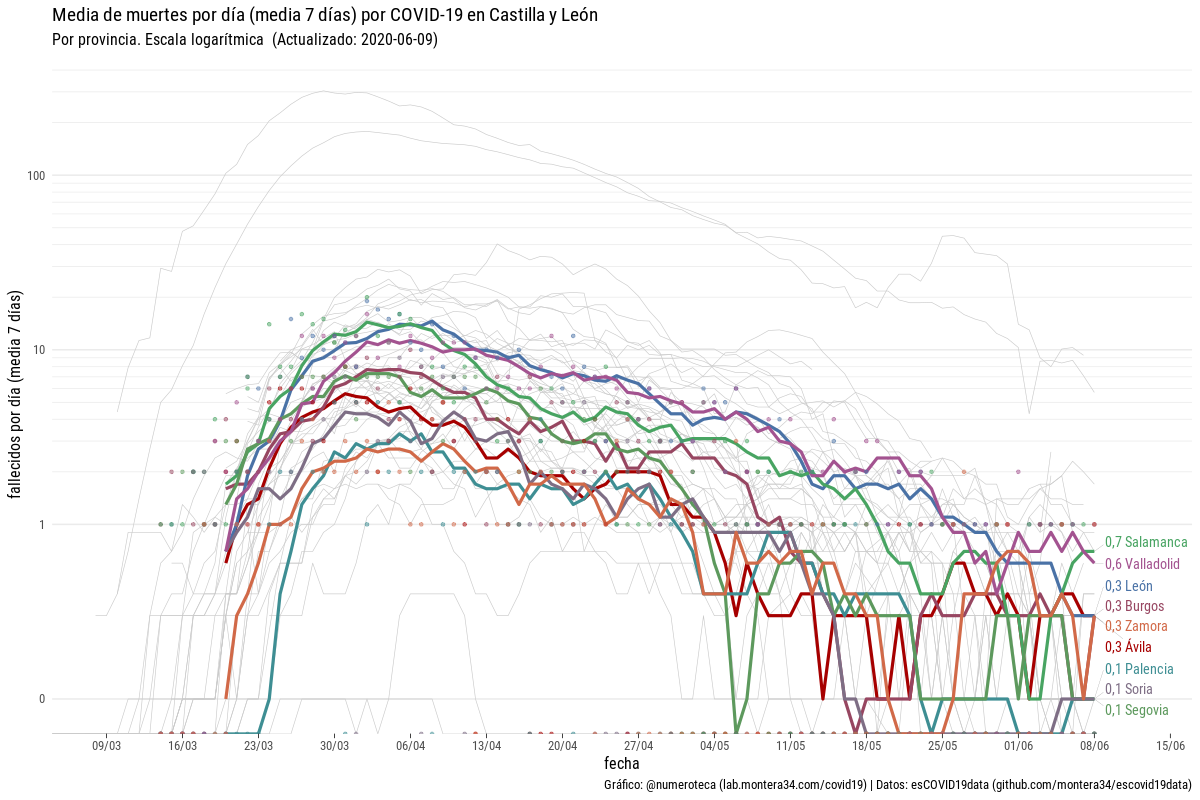 Media de muertes por día (media 7 días) por COVID-19 en Castilla y León
Por provincia. Escala logarítmica (Actualizado: 2020-06-09)
fallecidos por día (media 7 días)
100
10
1
0
0,7 Salamanca
0,6 Valladolid
0,3 León
0,3 Burgos
0,3 Zamora
0,3 Ávila
0,1 Palencia
0,1 Soria
0,1 Segovia
09/03 16/03 23/03 30/03 06/04 13/04 20/04 27/04 04/05 11/05 18/05 25/05 01/06 08/06 15/06
fecha
Gráfico: @numeroteca (lab.montera34.com/covid19) | Datos: esCOVID19data (github.com/montera34/escovid19data)